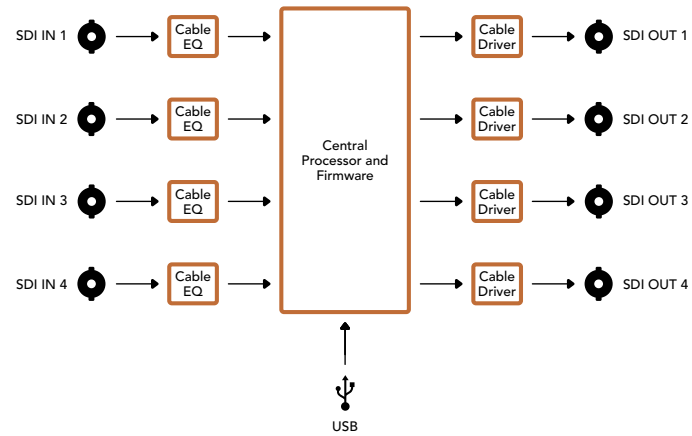 SDI IN 1
Cable
EQ
Cable
Driver
SDI OUT 1
SDI IN 2
Cable
EQ
Cable
Driver
SDI OUT 2
Central
Processor and
Firmware
SDI IN 3
Cable
EQ
Cable
Driver
SDI OUT 3
SDI IN 4
Cable
EQ
Cable
Driver
SDI OUT 4
USB